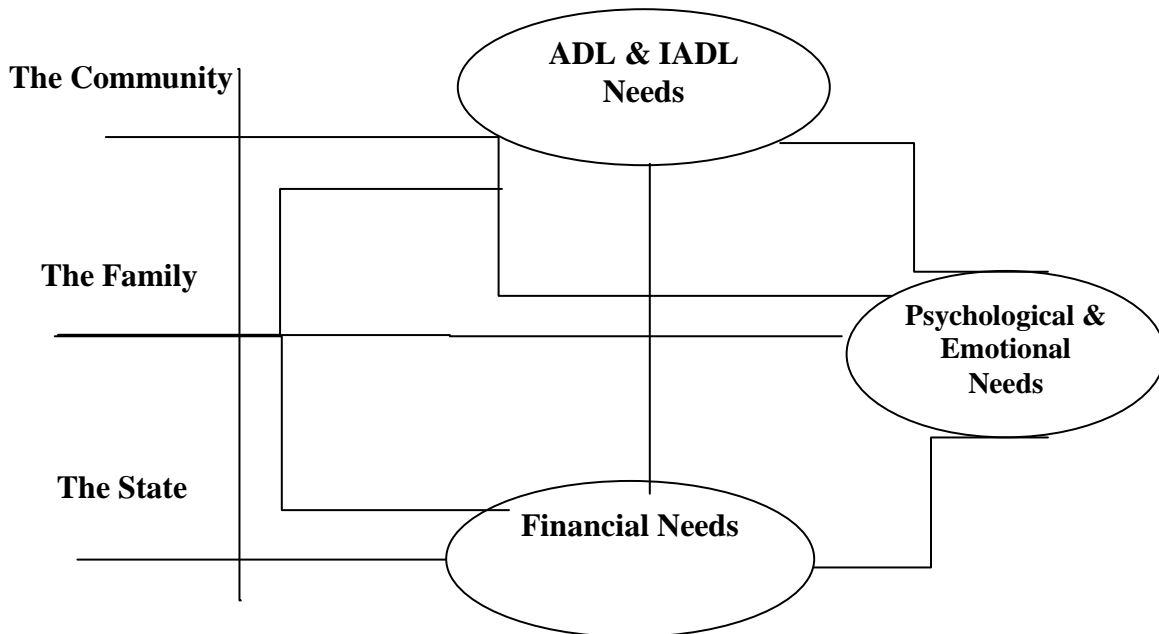 ADL & IADL
Needs
The Community
The Family
Psychological &
Emotional
Needs
The State
Financial Needs